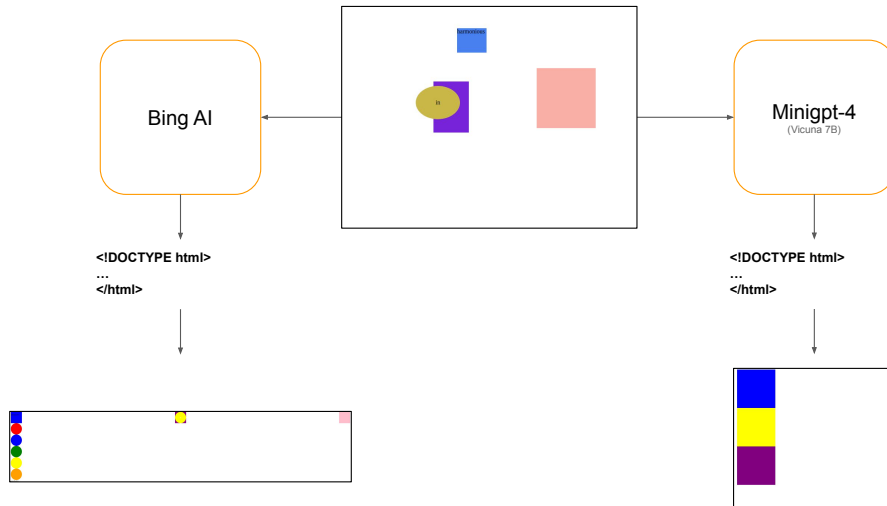 Bing AI
Minigpt-4
(Vicuna 7B)
<!DOCTYPE html>
...
</html>
<!DOCTYPE html>
...
</html>